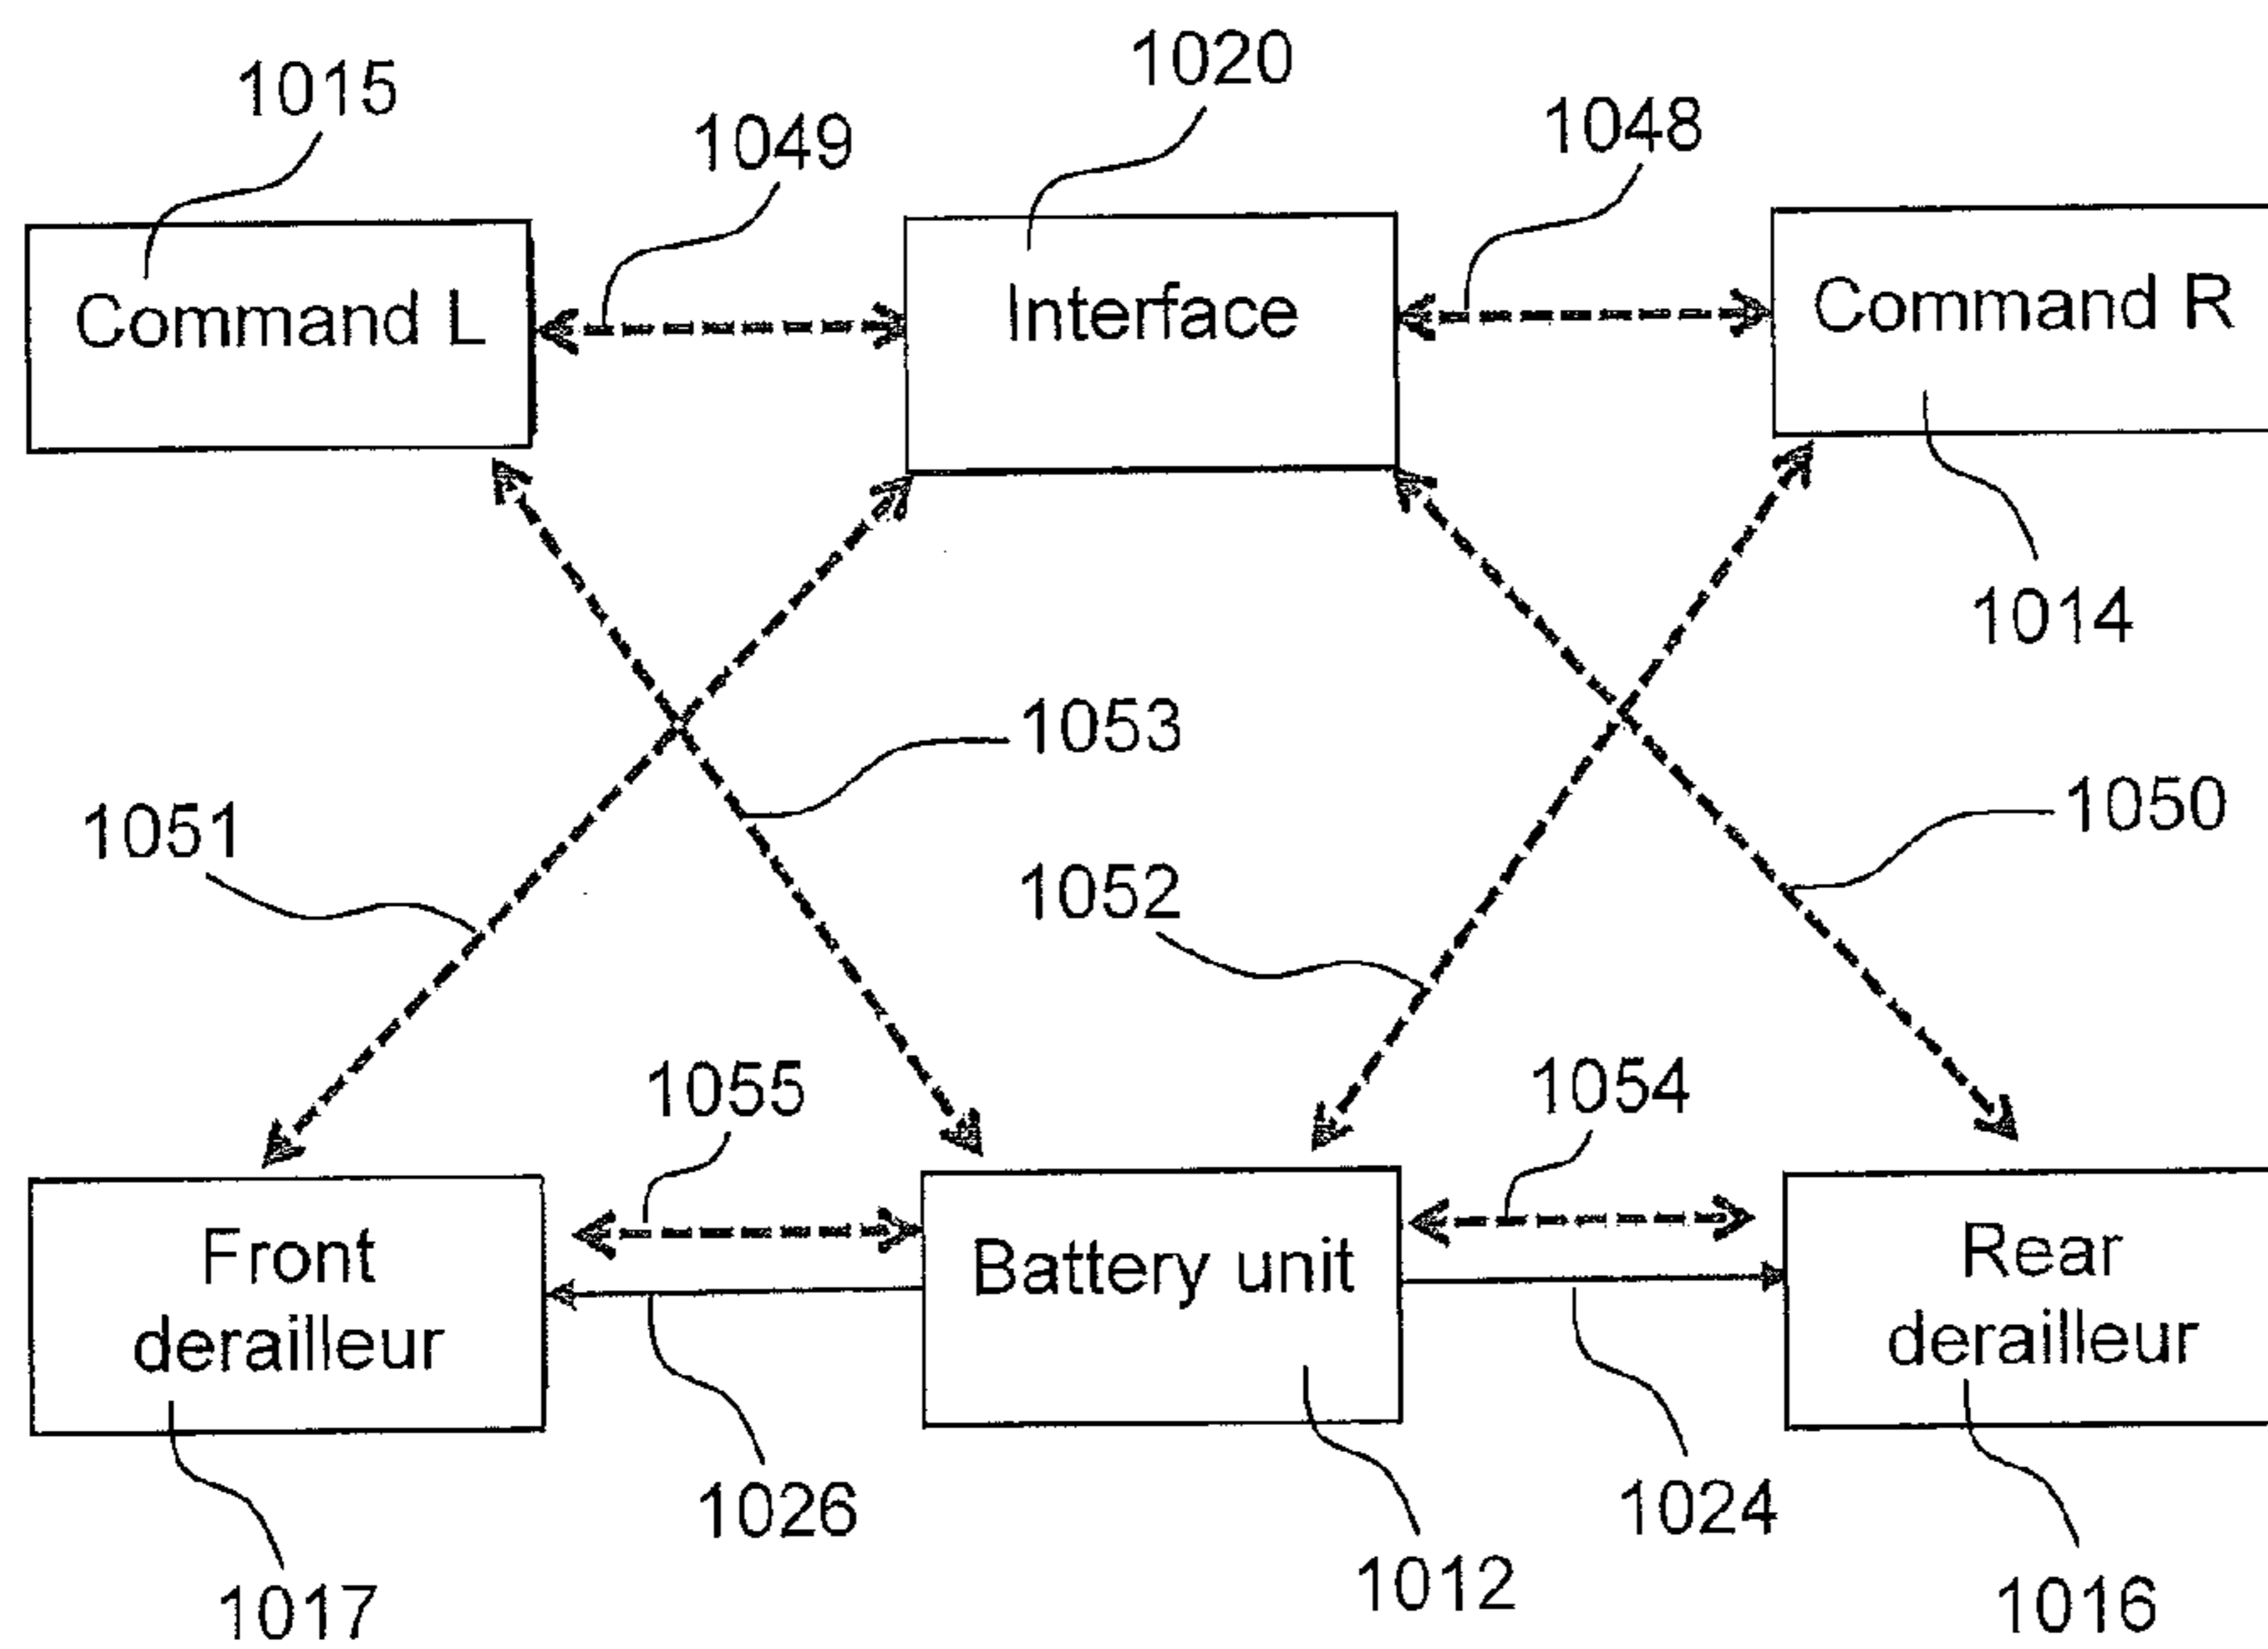 1015
1020
1049
1048
Command L
Interface
Command R
1014
1053
1051
1050
1052
1055
1054
Front
derailleur
Battery unit
Rear
derailleur
1026
1024
1012
1017
1016